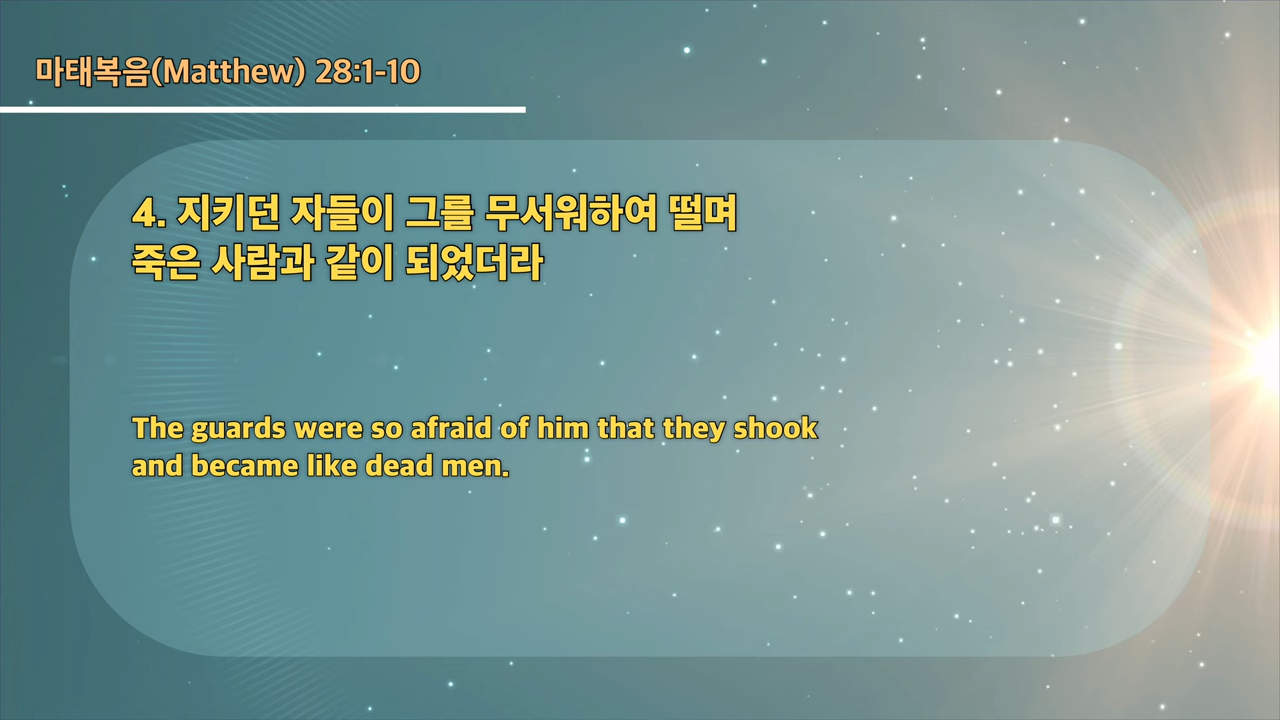 마태복음(Matthew) 28:1-10
4. 지키던 자들이 그를 무서워하여 떨며
죽은 사람과 같이 되었더라
The guards were so afraid of him that they shook
and became like dead men.